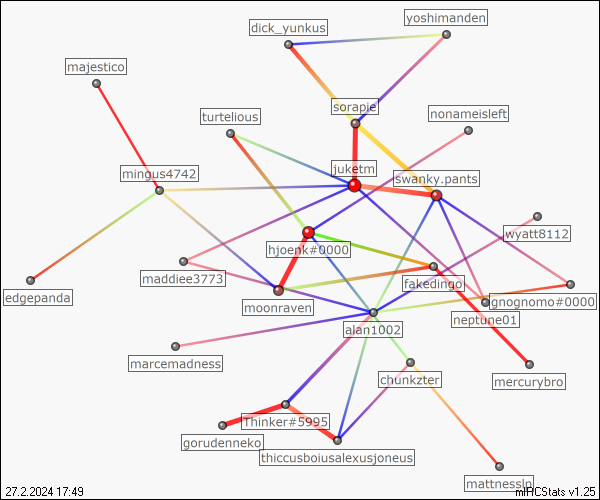 yoshimanden
dick_yunkus
majestico
sorapie
turtelious
nonameisleft
juketm
mingus4742
swanky.pants
wyatt8112
hjoenk#0000
maddiee3773
fakedingo
edgepanda
gnognomo#0000
moonraven
neptune01
alan1002
marcemadness
chunkzter
mercurybro
Thinker#5995
gorudenneko
thiccusboiusalexusjoneus
mattnesslp
27.2.2024 17:49
mIRCStats v1.25